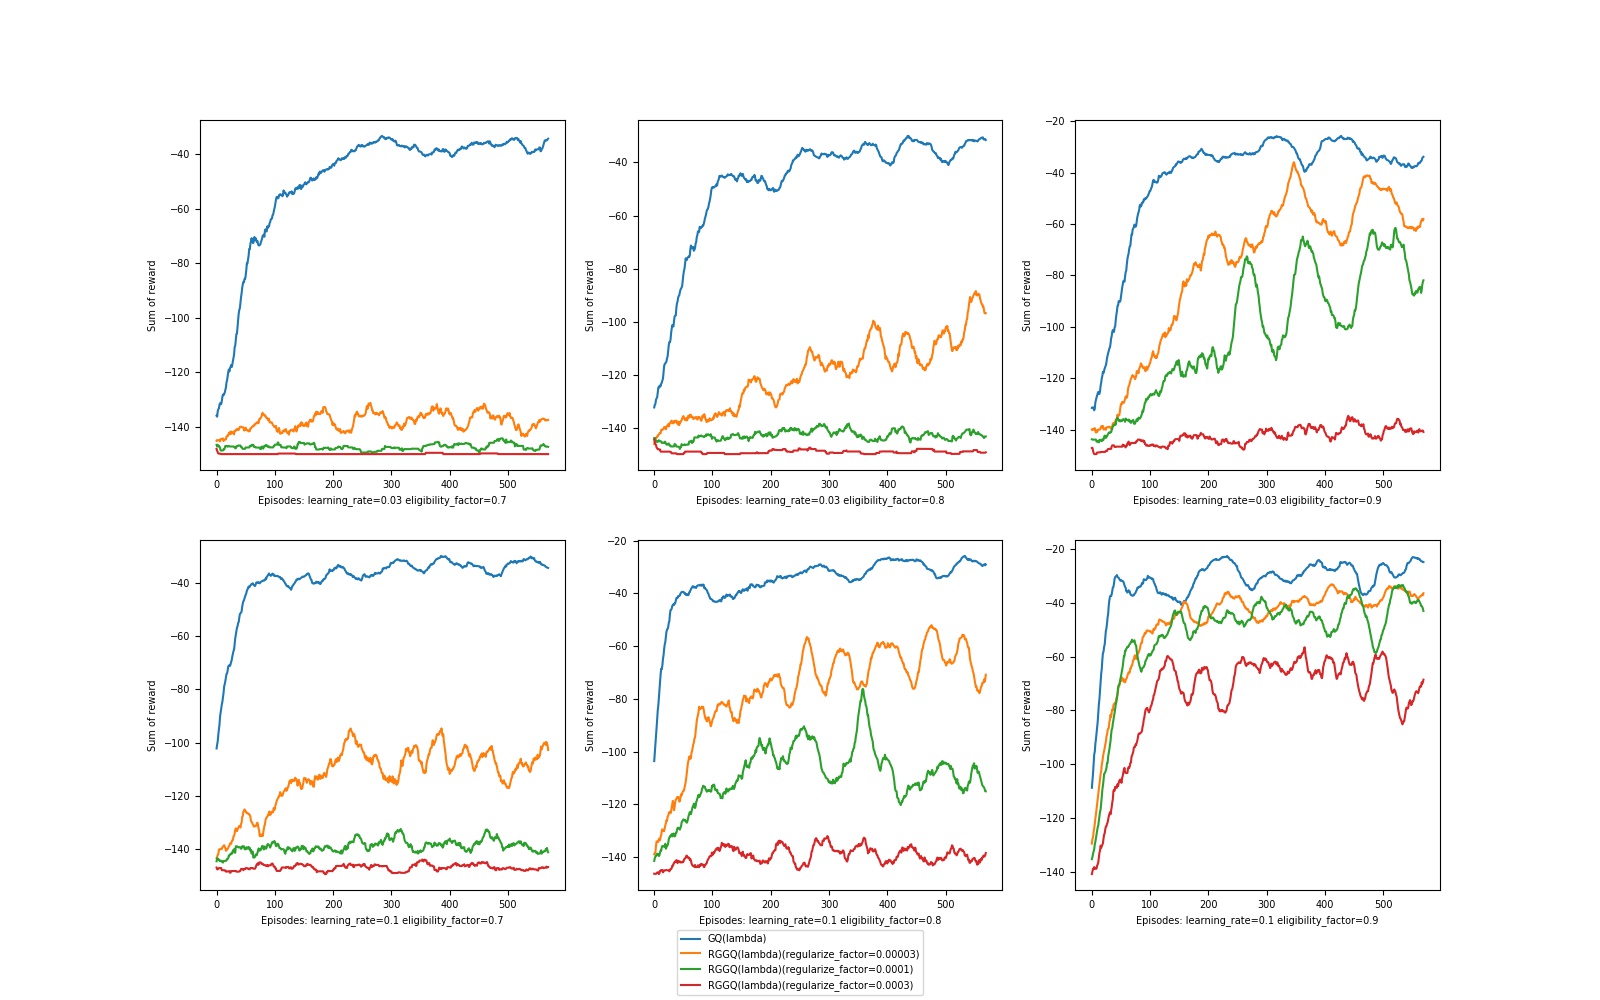 −40
−60
−80
−100
−120
−140
Sum of reward
0 100 200 300 400 500
Episodes: learning_rate=0.03 eligibility_factor=0.7
−40
−60
−80
−100
−120
−140
Sum of reward
0 100 200 300 400 500
Episodes: learning_rate=0.03 eligibility_factor=0.8
−20
−40
−60
−80
−100
−120
−140
Sum of reward
0 100 200 300 400 500
Episodes: learning_rate=0.03 eligibility_factor=0.9
−40
−60
−80
−100
−120
−140
Sum of reward
0 100 200 300 400 500
Episodes: learning_rate=0.1 eligibility_factor=0.7
−20
−40
−60
−80
−100
−120
−140
Sum of reward
0 100 200 300 400 500
Episodes: learning_rate=0.1 eligibility_factor=0.8
−20
−40
−60
−80
−100
−120
−140
Sum of reward
0 100 200 300 400 500
Episodes: learning_rate=0.1 eligibility_factor=0.9
GQ(lambda)
RGGQ(lambda)(regularize_factor=0.00003)
RGGQ(lambda)(regularize_factor=0.0001)
RGGQ(lambda)(regularize_factor=0.0003)